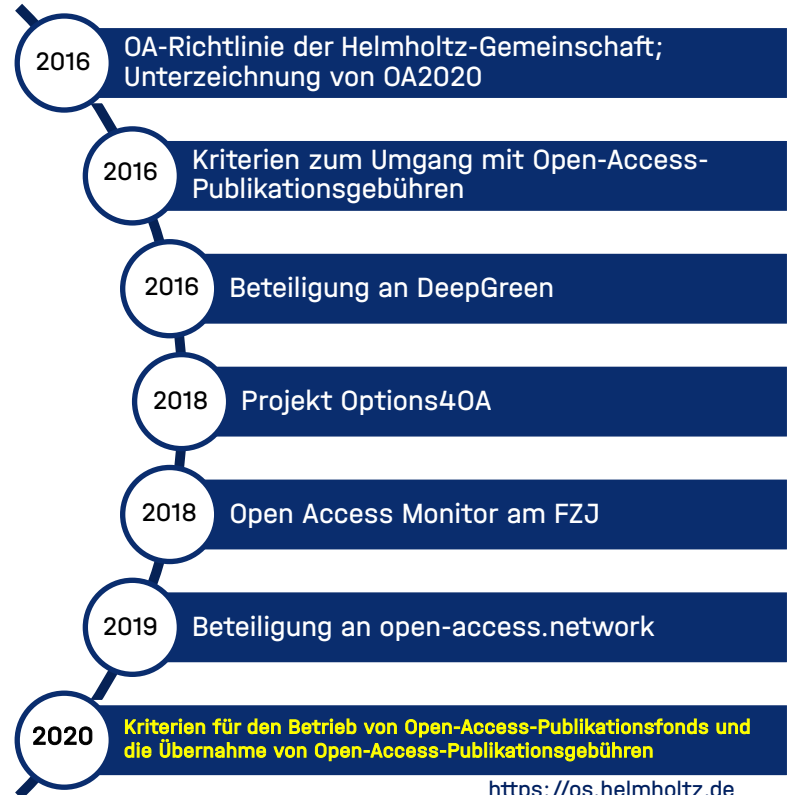 2016
OA-Richtlinie der Helmholtz-Gemeinschaft;
Unterzeichnung von OA2020
2016
Kriterien zum Umgang mit Open-Access-
Publikationsgebühren
2016
Beteiligung an DeepGreen
2018
Projekt Options4OA
2018
Open Access Monitor am FZJ
2019
Beteiligung an open-access.network
2020
Kriterien für den Betrieb von Open-Access-Publikationsfonds und
die Übernahme von Open-Access-Publikationsgebühren
https://os.helmholtz.de